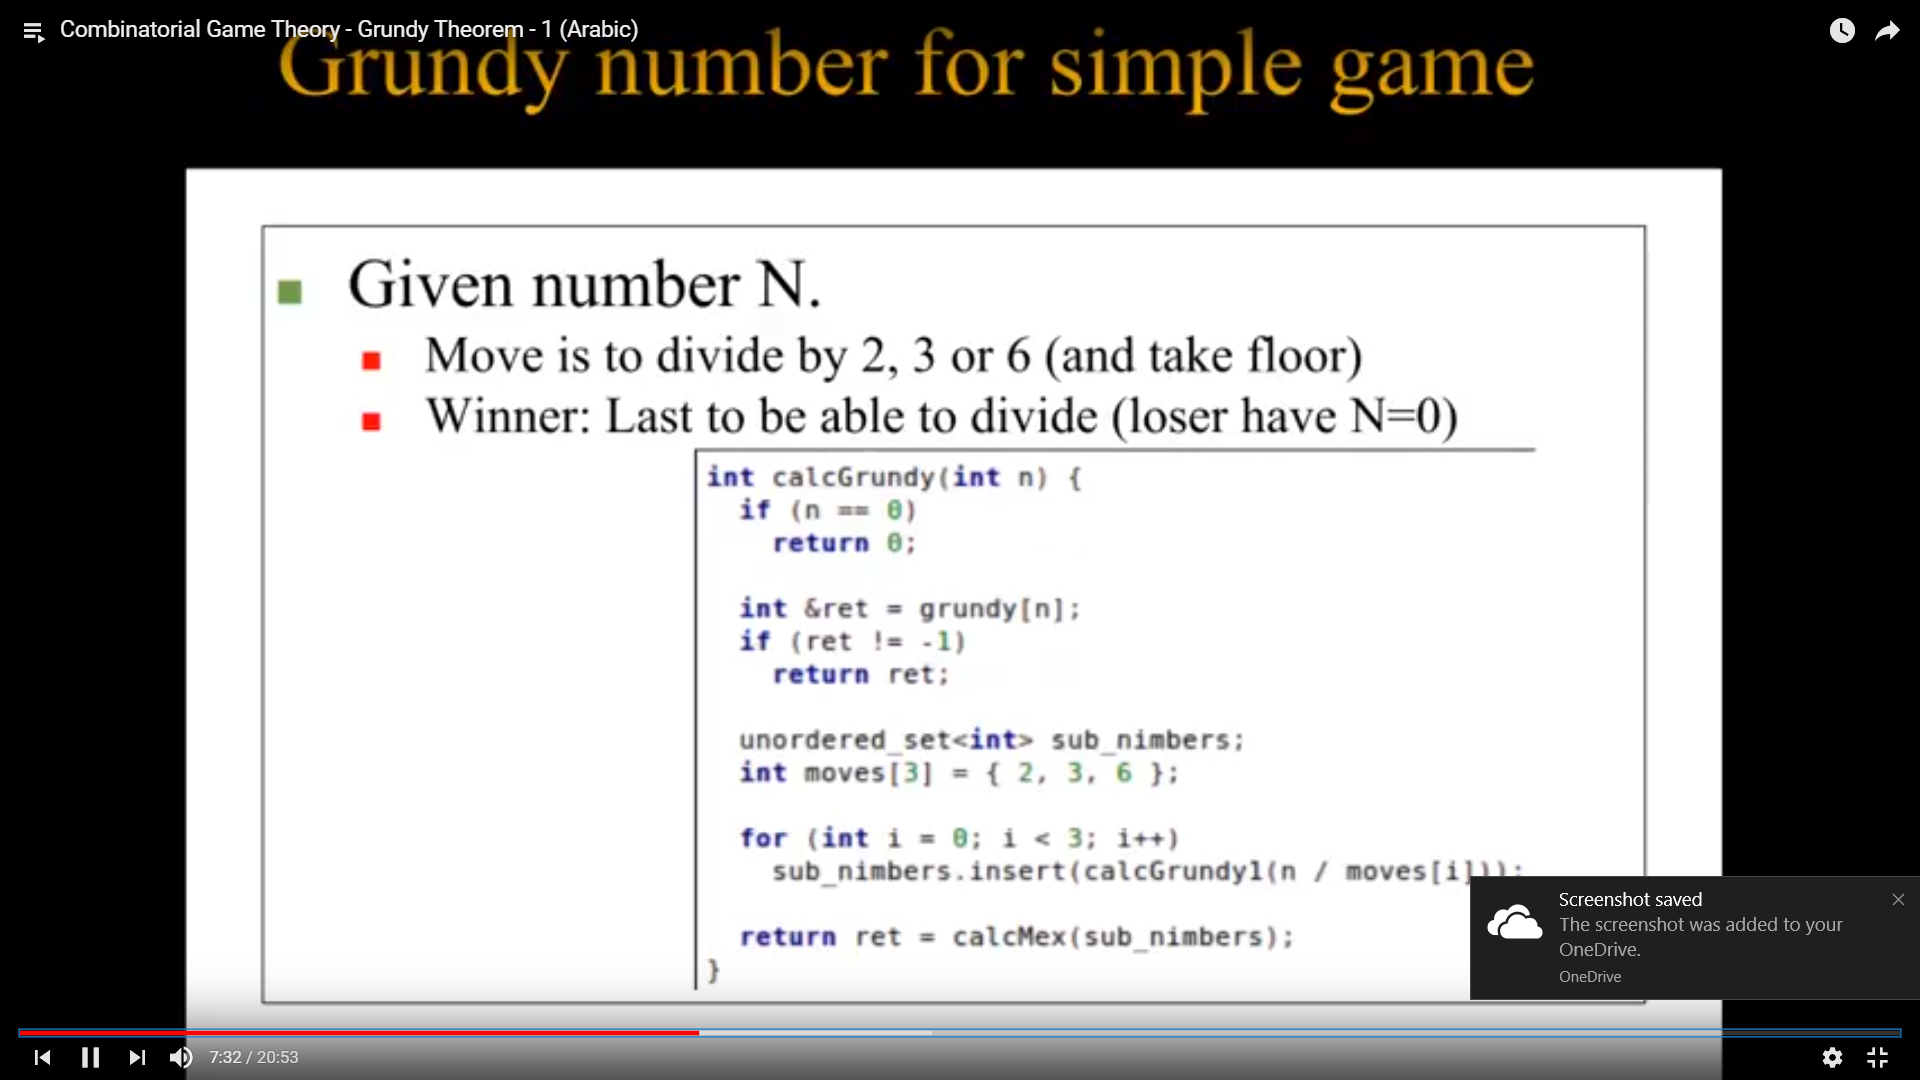 Combinatorial Game Theory - Grundy Theorem - 1 (Arabic)
Grundy number for simple game
Given number N.
Move is to divide by 2, 3 or 6 (and take floor)
Winner: Last to be able to divide (loser have N=0)
int calcGrundy(int n) {
if (n == 0)
return 0;
int &ret = grundy[n];
if (ret != -1)
return ret;
unordered_set<int> sub_nimbers;
int moves[3] = { 2, 3, 6 };
for (int i = 0; i < 3; i++)
sub_nimbers.insert(calcGrundy1(n / moves[i]));
return ret = calcMex(sub_nimbers);
}
Screenshot saved
The screenshot was added to your
OneDrive.
OneDrive
7:32 / 20:53